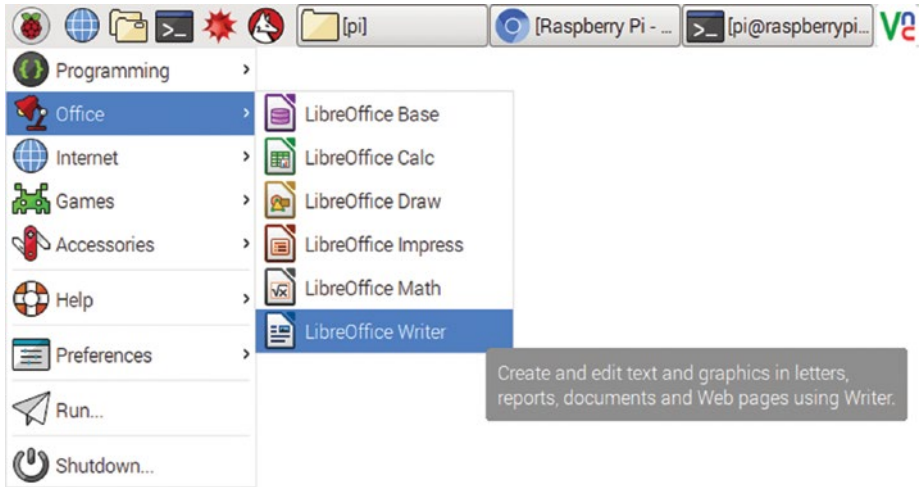 [pi]
[Raspberry Pi - ...
[pi@raspberrypi...
VNC
Programming
Office
Internet
Games
Accessories
Help
Preferences
Run...
Shutdown...
LibreOffice Base
LibreOffice Calc
LibreOffice Draw
LibreOffice Impress
LibreOffice Math
LibreOffice Writer
Create and edit text and graphics in letters,
reports, documents and Web pages using Writer.